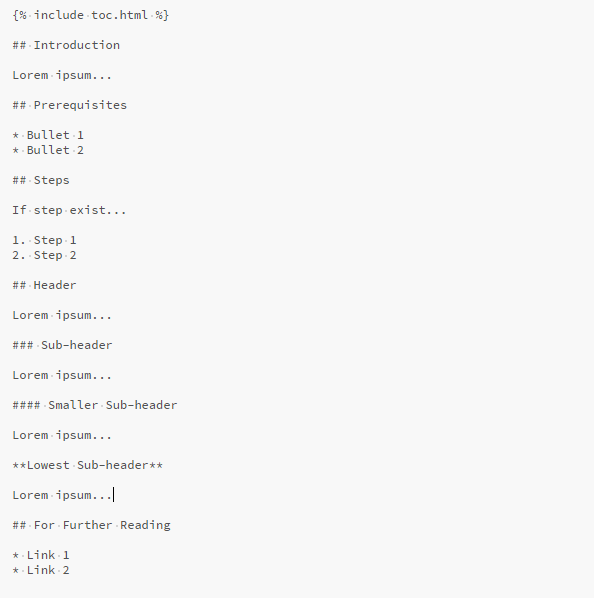 {% include toc.html %}
## Introduction
Lorem ipsum...
## Prerequisites
* Bullet 1
* Bullet 2
## Steps
If step exist...
1. Step 1
2. Step 2
## Header
Lorem ipsum...
### Sub-header
Lorem ipsum...
#### Smaller Sub-header
Lorem ipsum...
**Lowest Sub-header**
Lorem ipsum...
## For Further Reading
* Link 1
* Link 2